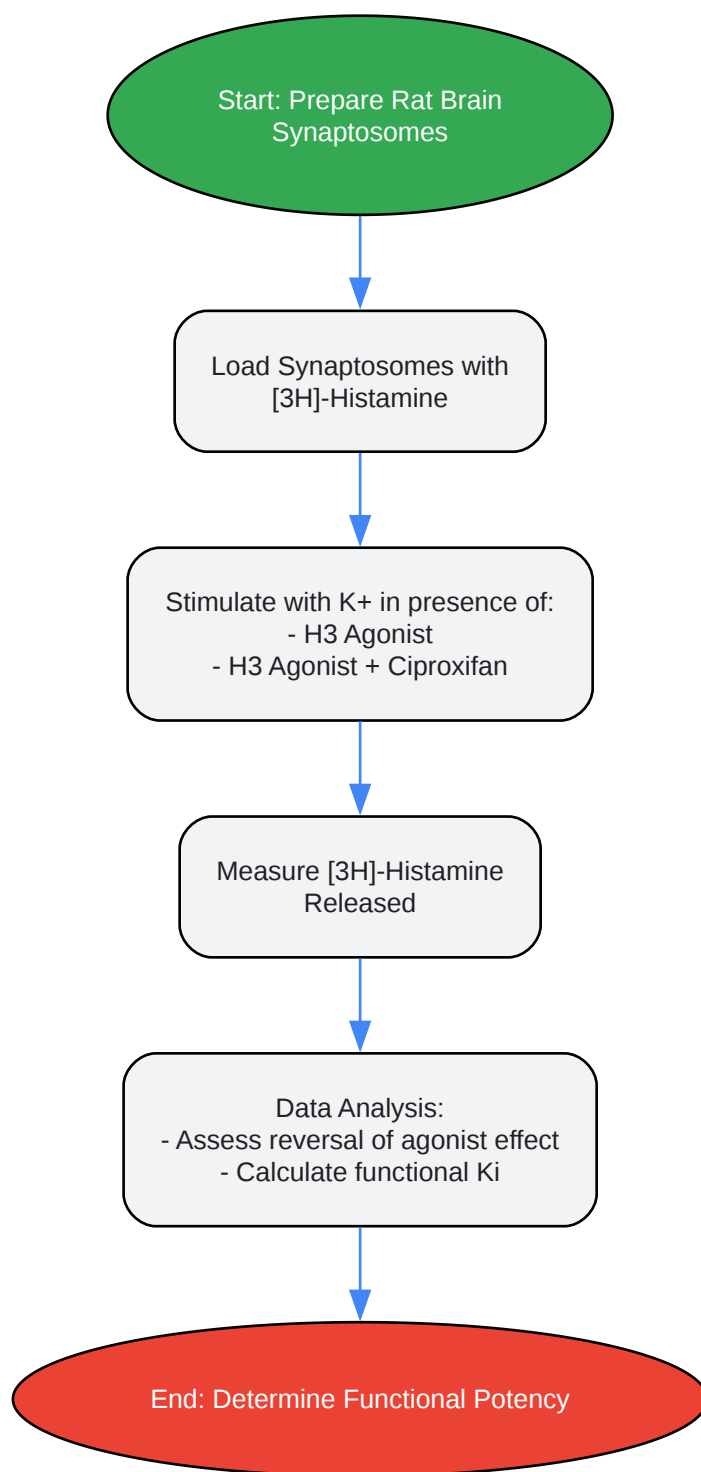 Start: Prepare Rat Brain
Synaptosomes
Load Synaptosomes with
[3H]-Histamine
Stimulate with K+ in presence of:
- H3 Agonist
- H3 Agonist + Ciproxifan
Measure [3H]-Histamine
Released
Data Analysis:
- Assess reversal of agonist effect
- Calculate functional Ki
End: Determine Functional Potency